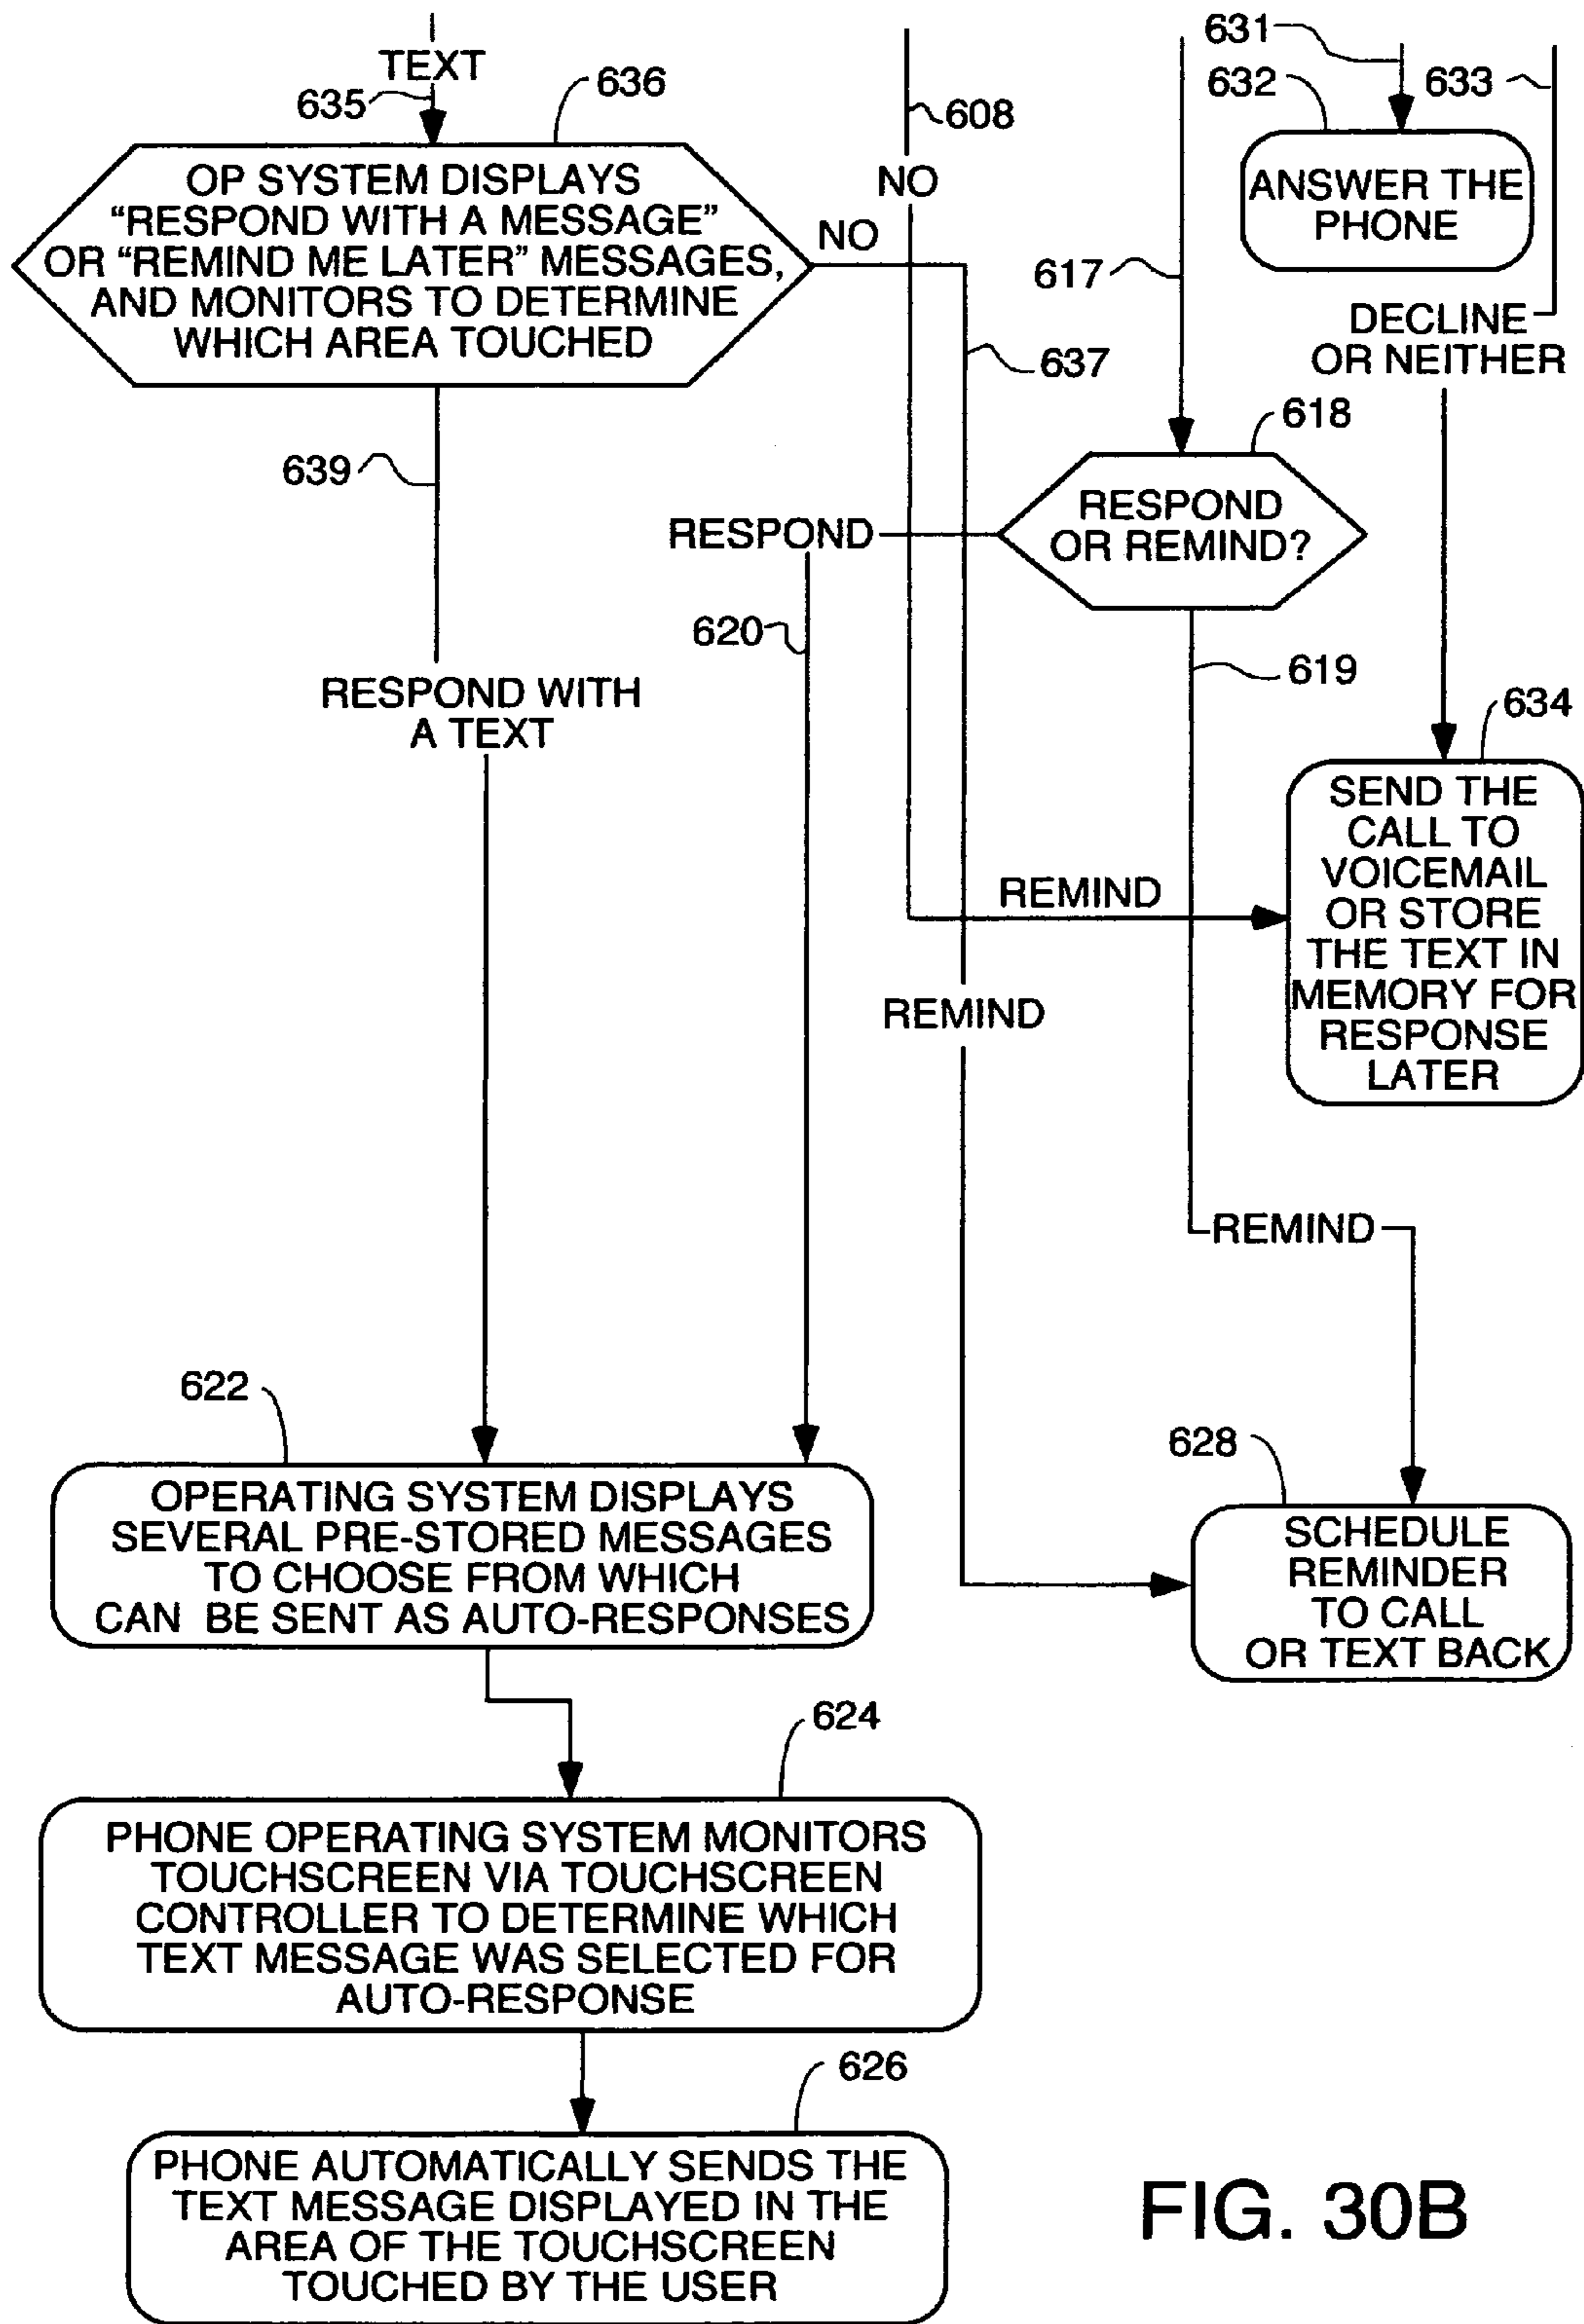 TEXT
635
636
OP SYSTEM DISPLAYS
“RESPOND WITH A MESSAGE”
OR “REMIND ME LATER” MESSAGES,
AND MONITORS TO DETERMINE
WHICH AREA TOUCHED
NO
608
NO
637
617
631
632
633
ANSWER THE
PHONE
DECLINE
OR NEITHER
618
RESPOND
OR REMIND?
RESPOND
639
620
619
RESPOND WITH
A TEXT
634
SEND THE
CALL TO
VOICEMAIL
OR STORE
THE TEXT IN
MEMORY FOR
RESPONSE
LATER
REMIND
REMIND
REMIND
622
OPERATING SYSTEM DISPLAYS
SEVERAL PRE-STORED MESSAGES
TO CHOOSE FROM WHICH
CAN BE SENT AS AUTO-RESPONSES
628
SCHEDULE
REMINDER
TO CALL
OR TEXT BACK
624
PHONE OPERATING SYSTEM MONITORS
TOUCHSCREEN VIA TOUCHSCREEN
CONTROLLER TO DETERMINE WHICH
TEXT MESSAGE WAS SELECTED FOR
AUTO-RESPONSE
626
PHONE AUTOMATICALLY SENDS THE
TEXT MESSAGE DISPLAYED IN THE
AREA OF THE TOUCHSCREEN
TOUCHED BY THE USER
FIG. 30B